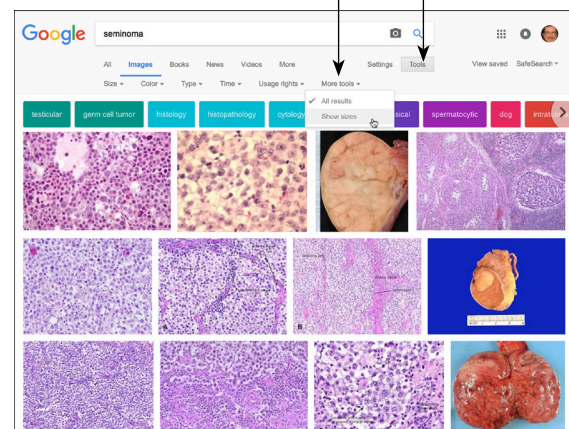 Google seminoma
All Images Books News Videos More Settings Tools View saved SafeSearch
Size Color Type Time Usage rights More tools
All results
Show sizes
testicular germ cell tumor histology histopathology cytology sical spermatocytic dog intratub
A
B